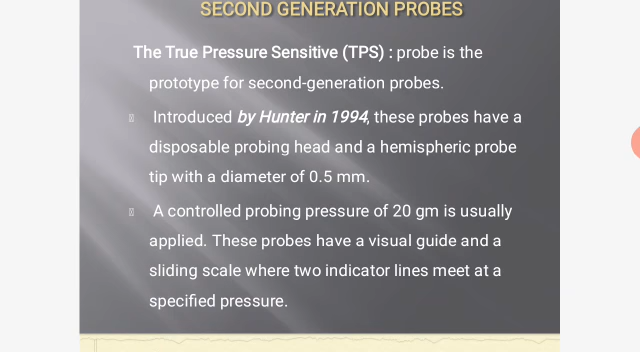 SECOND GENERATION PROBES
The True Pressure Sensitive (TPS) : probe is the
prototype for second-generation probes.
Introduced by Hunter in 1994, these probes have a
disposable probing head and a hemispheric probe
tip with a diameter of 0.5 mm.
A controlled probing pressure of 20 gm is usually
applied. These probes have a visual guide and a
sliding scale where two indicator lines meet at a
specified pressure.